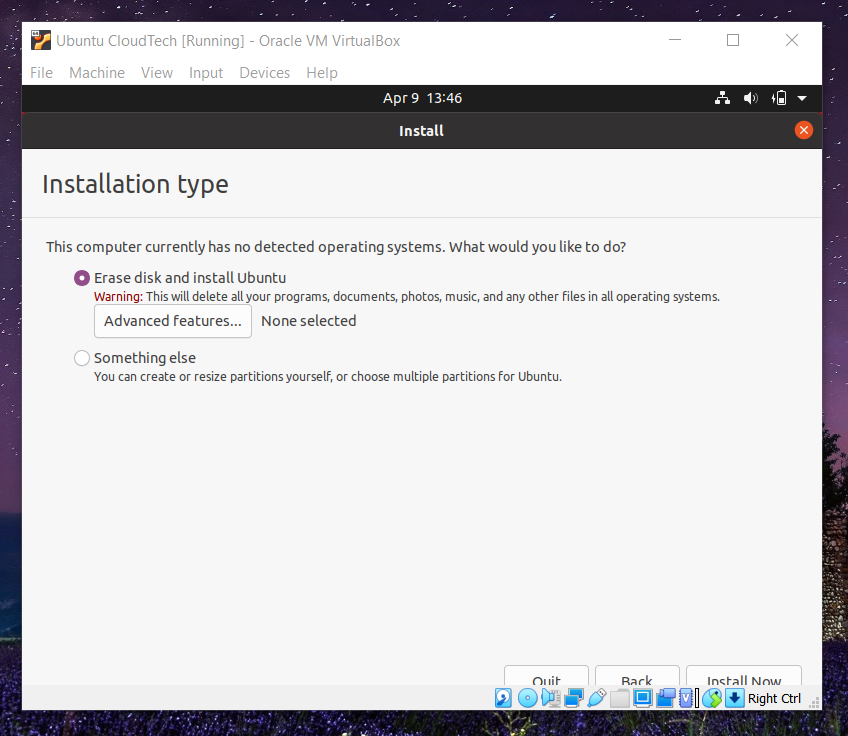 Ubuntu CloudTech [Running] - Oracle VM VirtualBox
File Machine View Input Devices Help
Apr 9 13:46
Install
Installation type
This computer currently has no detected operating systems. What would you like to do?
Erase disk and install Ubuntu
Warning: This will delete all your programs, documents, photos, music, and any other files in all operating systems.
Advanced features... None selected
Something else
You can create or resize partitions yourself, or choose multiple partitions for Ubuntu.
Quit Back Install Now
Right Ctrl